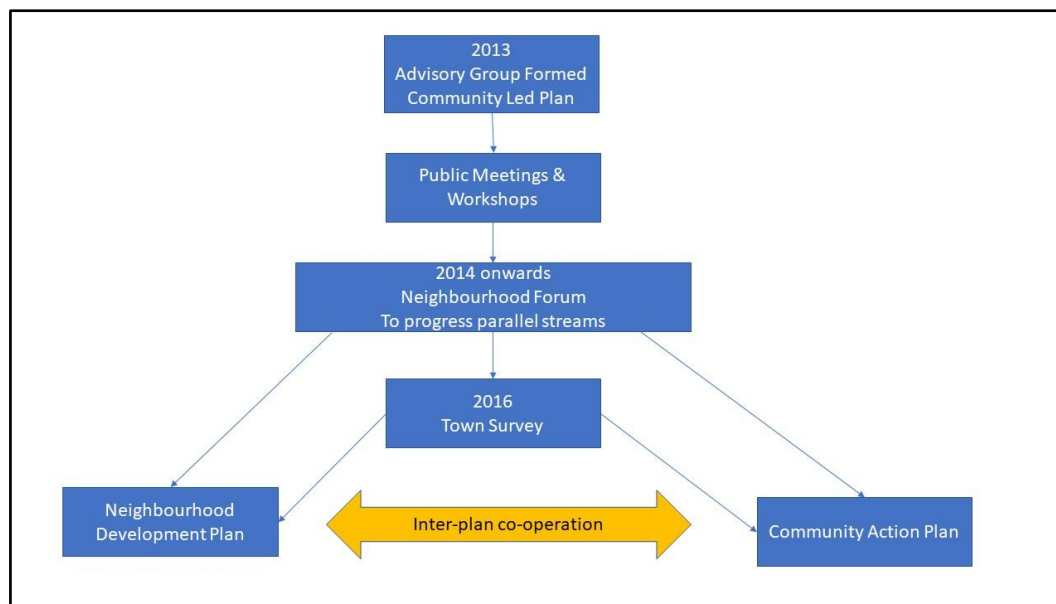 2013
Advisory Group Formed
Community Led Plan
Public Meetings &
Workshops
2014 onwards
Neighbourhood Forum
To progress parallel streams
2016
Town Survey
Neighbourhood
Development Plan
Inter-plan co-operation
Community Action Plan